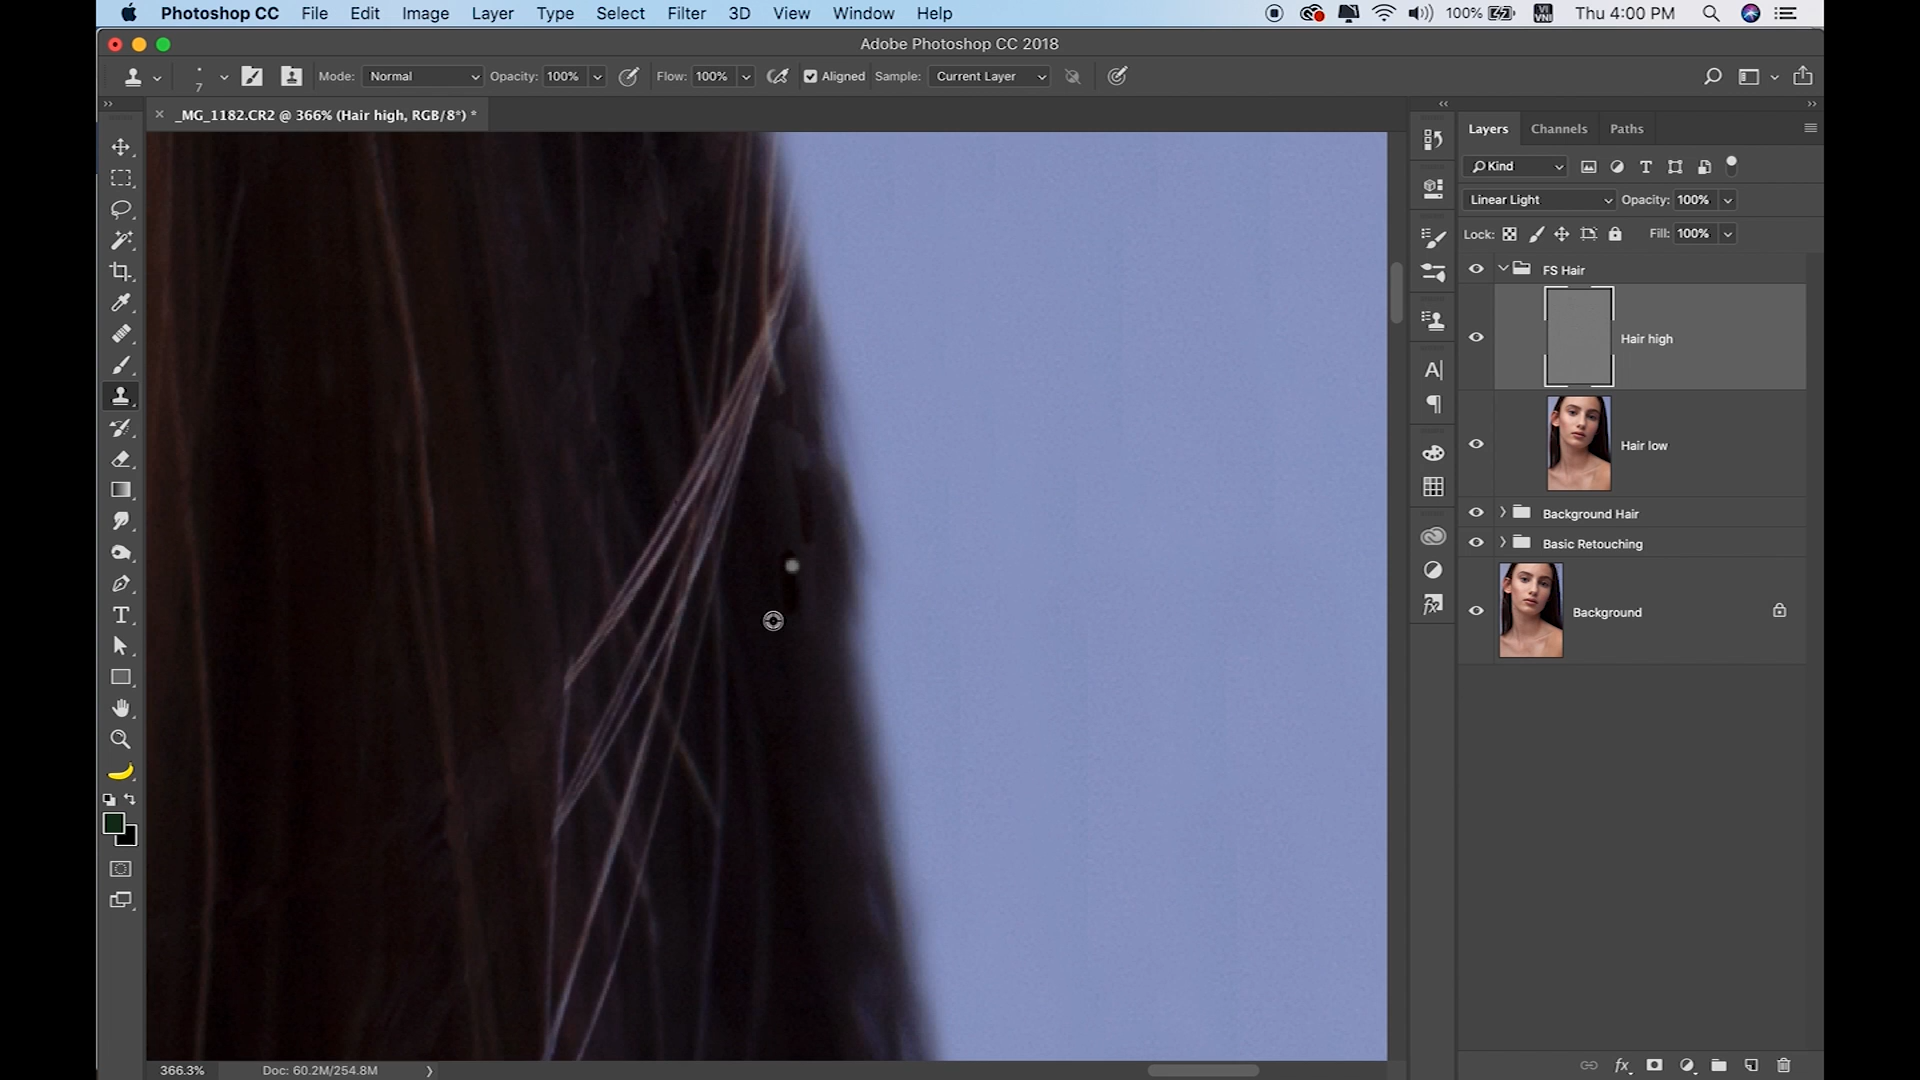 Photoshop CC File Edit Image Layer Type Select Filter 3D View Window Help 100% VI VNI Thu 4:00 PM
Adobe Photoshop CC 2018
7 Mode: Normal Opacity: 100% Flow: 100% Aligned Sample: Current Layer
_MG_1182.CR2 @ 366% (Hair high, RGB/8*) *
Layers Channels Paths
Kind
Linear Light Opacity: 100%
Lock: Fill: 100%
FS Hair
Hair high
Hair low
Background Hair
Basic Retouching
Background
366.3% Doc: 60.2M/254.8M